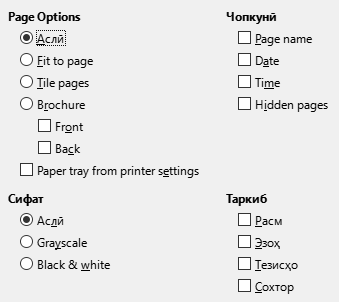 Page Options
Аслӣ
Fit to page
Tile pages
Brochure
Front
Back
Paper tray from printer settings
Чопкунӣ
Page name
Date
Time
Hidden pages
Сифат
Аслӣ
Grayscale
Black & white
Таркиб
Расм
Эзоҳ
Тезисҳо
Сохтор